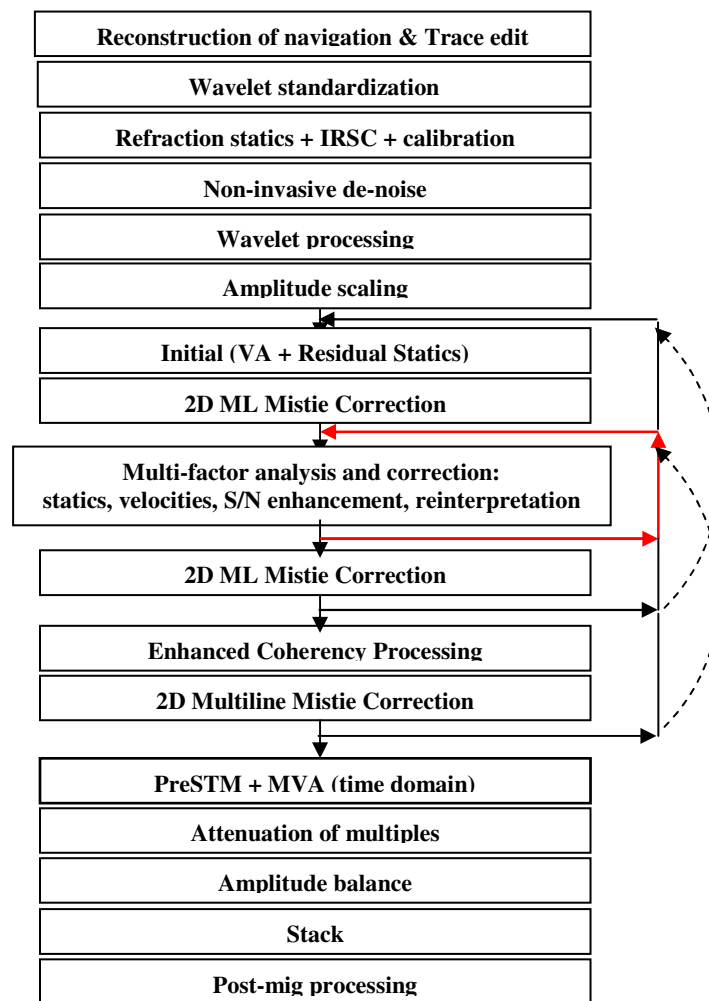 Reconstruction of navigation & Trace edit
Wavelet standardization
Refraction statics + IRSC + calibration
Non-invasive de-noise
Wavelet processing
Amplitude scaling
Initial (VA + Residual Statics)
2D ML Mistie Correction
Multi-factor analysis and correction:
statics, velocities, S/N enhancement, reinterpretation
2D ML Mistie Correction
Enhanced Coherency Processing
2D Multiline Mistie Correction
PreSTM + MVA (time domain)
Attenuation of multiples
Amplitude balance
Stack
Post-mig processing